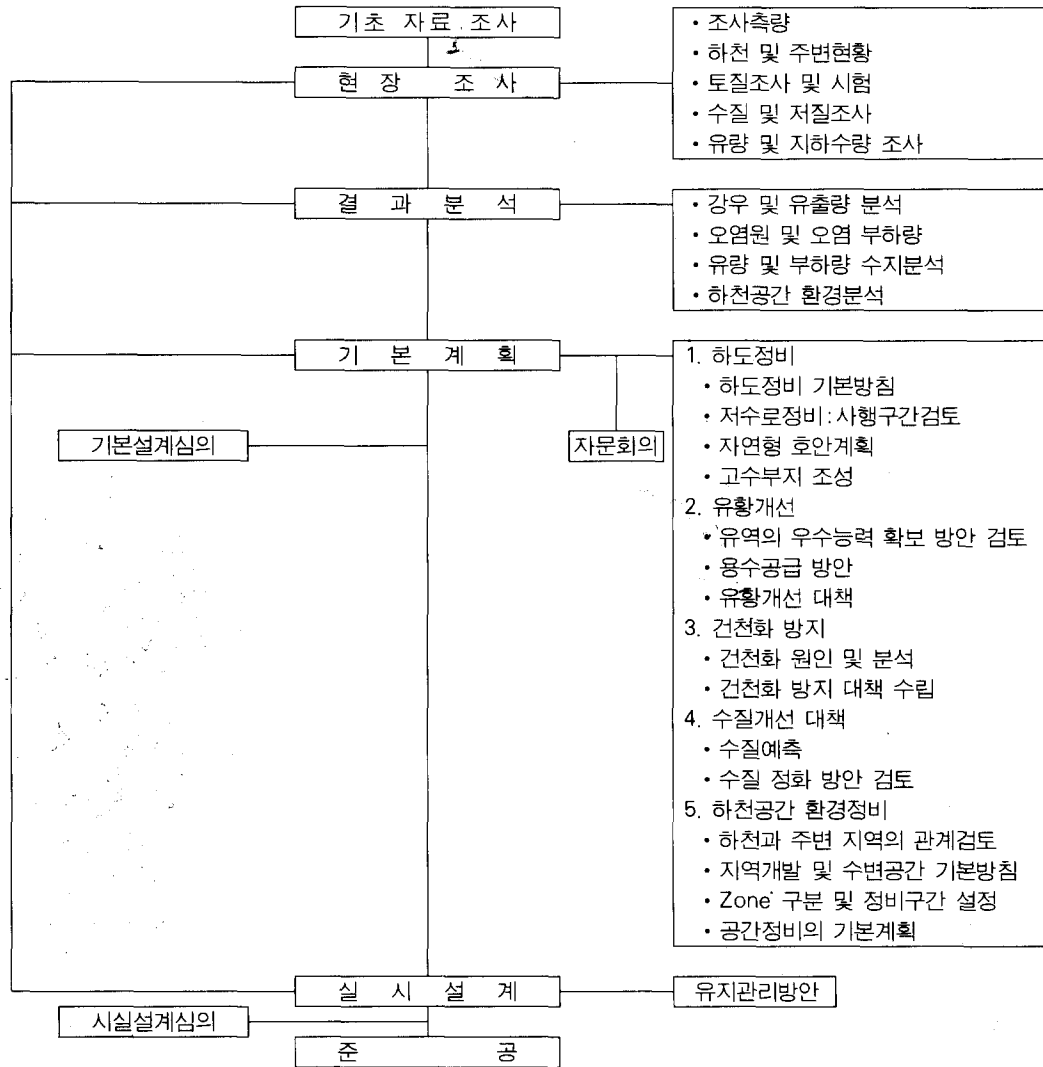 기초 자료 조사
현장 조사
• 조사측량
• 하천 및 주변현황
• 토질조사 및 시험
• 수질 및 저질조사
• 유량 및 지하수량 조사
결과분석
• 강우 및 유출량 분석
• 오염원 및 오염 부하량
• 유량 및 부하량 수지분석
• 하천공간 환경분석
기본계획
기본설계심의
자문회의
1. 하도정비
• 하도정비 기본방침
• 저수로정비:사행구간검토
• 자연형 호안계획
• 고수부지 조성
2. 유황개선
• 유역의 우수능력 확보 방안 검토
• 용수공급 방안
• 유황개선 대책
3. 건천화 방지
• 건천화 원인 및 분석
• 건천화 방지 대책 수립
4. 수질개선 대책
• 수질예측
• 수질 정화 방안 검토
5. 하천공간 환경정비
• 하천과 주변 지역의 관계검토
• 지역개발 및 수변공간 기본방침
• Zone 구분 및 정비구간 설정
• 공간정비의 기본계획
실시설계
유지관리방안
시실설계심의
준공